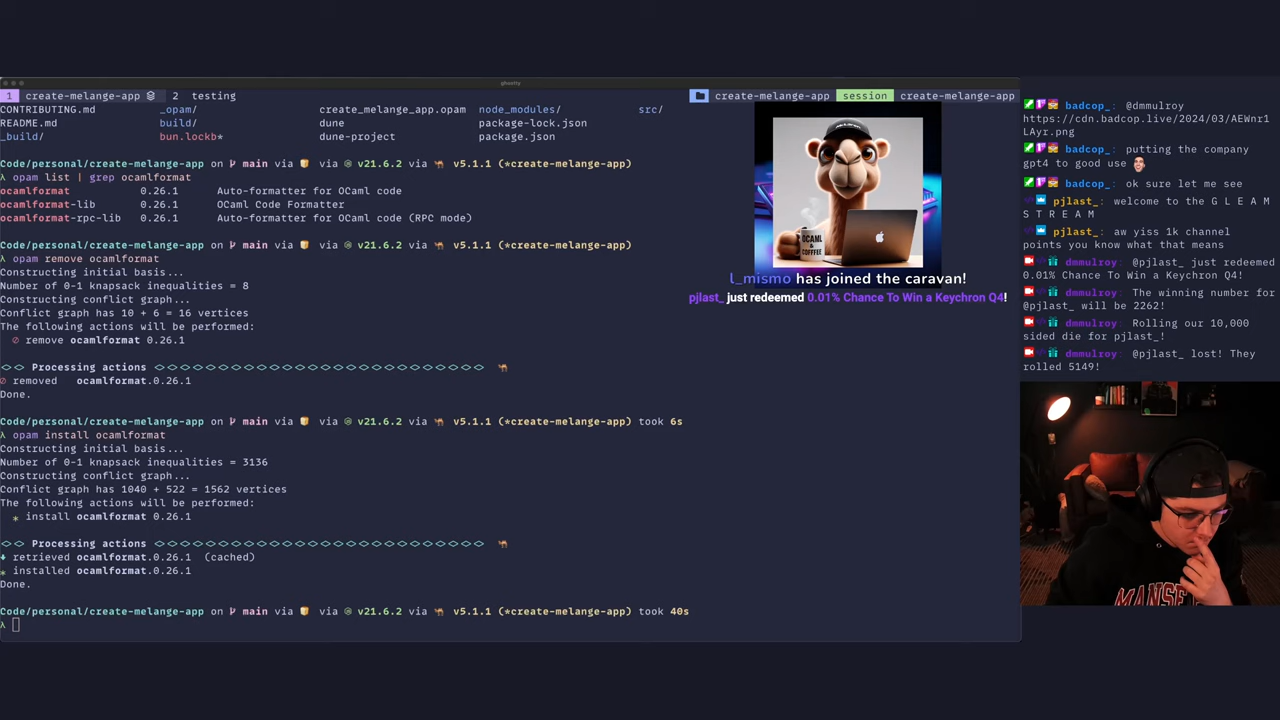 ghostty
1 create-melange-app 2 testing
create-melange-app session create-melange-app
CONTRIBUTING.md _opam/ create_melange_app.opam node_modules/ src/
README.md build/ dune package-lock.json
_build/ bun.lockb* dune-project package.json
Code/personal/create-melange-app on main via via v21.6.2 via v5.1.1 (*create-melange-app)
λ opam list | grep ocamlformat
ocamlformat 0.26.1 Auto-formatter for OCaml code
ocamlformat-lib 0.26.1 OCaml Code Formatter
ocamlformat-rpc-lib 0.26.1 Auto-formatter for OCaml code (RPC mode)
Code/personal/create-melange-app on main via via v21.6.2 via v5.1.1 (*create-melange-app)
λ opam remove ocamlformat
Constructing initial basis...
Number of 0-1 knapsack inequalities = 8
Constructing conflict graph...
Conflict graph has 10 + 6 = 16 vertices
The following actions will be performed:
⊘ remove ocamlformat 0.26.1
<><> Processing actions <><><><><><><><><><><><><><><><><><><><><><><><><><>
⊘ removed ocamlformat.0.26.1
Done.
Code/personal/create-melange-app on main via via v21.6.2 via v5.1.1 (*create-melange-app) took 6s
λ opam install ocamlformat
Constructing initial basis...
Number of 0-1 knapsack inequalities = 3136
Constructing conflict graph...
Conflict graph has 1040 + 522 = 1562 vertices
The following actions will be performed:
* install ocamlformat 0.26.1
<><> Processing actions <><><><><><><><><><><><><><><><><><><><><><><><><><>
retrieved ocamlformat.0.26.1 (cached)
* installed ocamlformat.0.26.1
Done.
Code/personal/create-melange-app on main via via v21.6.2 via v5.1.1 (*create-melange-app) took 40s
λ
OCAML
&
COFFFEE
l_mismo has joined the caravan!
pjlast_ just redeemed 0.01% Chance To Win a Keychron Q4!
badcop_: @dmmulroy
https://cdn.badcop.live/2024/03/AEWnr1
LAyr.png
badcop_: putting the company
gpt4 to good use
badcop_: ok sure let me see
pjlast_: welcome to the G L E A M
S T R E A M
pjlast_: aw yiss 1k channel
points you know what that means
dmmulroy: @pjlast_ just redeemed
0.01% Chance To Win a Keychron Q4!
dmmulroy: The winning number for
@pjlast_ will be 2262!
dmmulroy: Rolling our 10,000
sided die for pjlast_!
dmmulroy: @pjlast_ lost! They
rolled 5149!